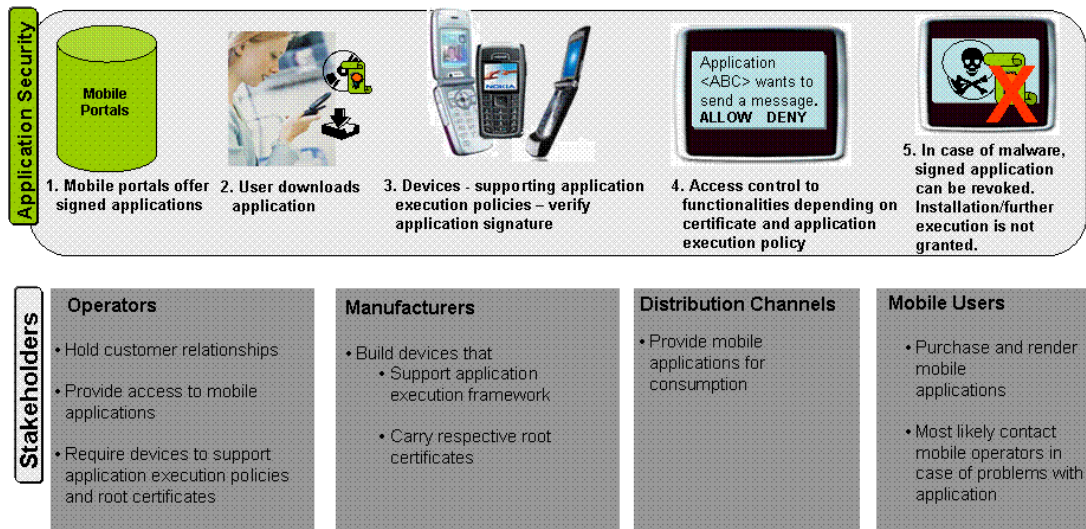 Application Security
Mobile
Portals
1. Mobile portals offer
signed applications
2. User downloads
application
NOKIA
3. Devices - supporting application
execution policies – verify
application signature
Application
<ABC> wants to
send a message.
ALLOW DENY
4. Access control to
functionalities depending on
certificate and application
execution policy
X
5. In case of malware,
signed application
can be revoked.
Installation/further
execution is not
granted.
Stakeholders
Operators
• Hold customer relationships
• Provide access to mobile
applications
• Require devices to support
application execution policies
and root certificates
Manufacturers
• Build devices that
• Support application
execution framework
• Carry respective root
certificates
Distribution Channels
• Provide mobile
applications for
consumption
Mobile Users
• Purchase and render
mobile
applications
• Most likely contact
mobile operators in
case of problems with
application